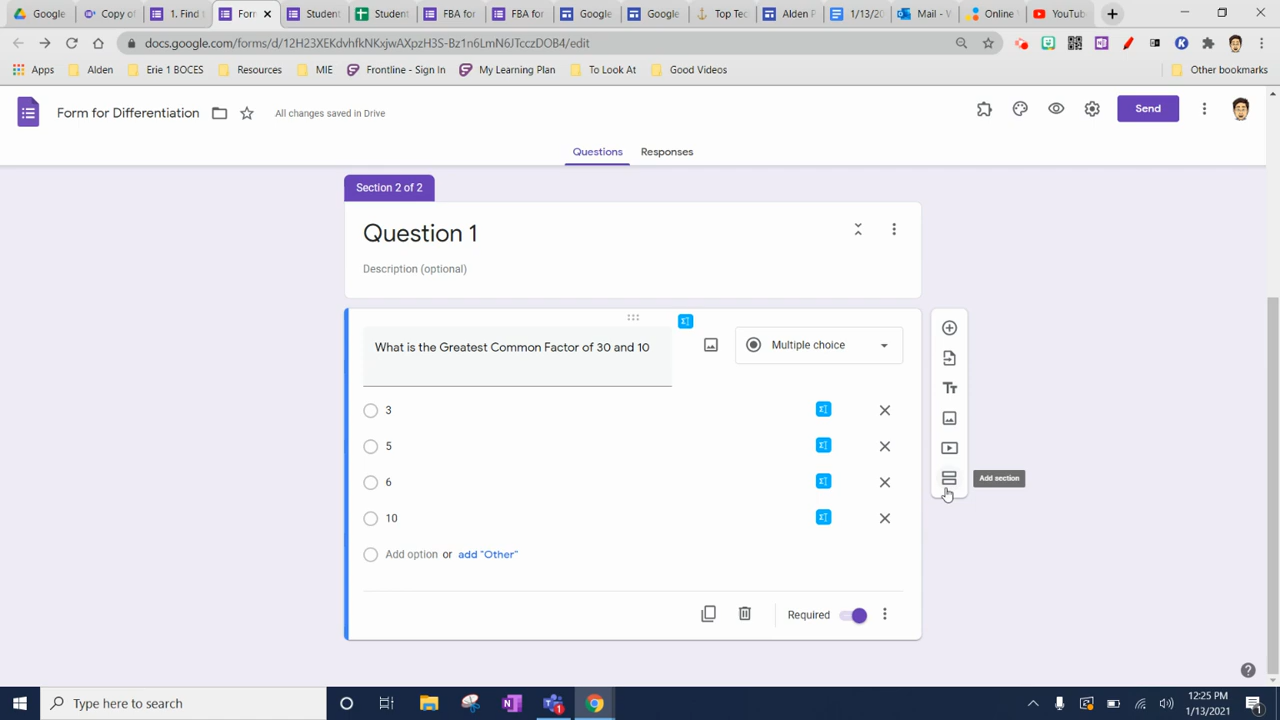 Google
Copy o
1. Find
Form
Student
Student
FBA for
FBA for
Google
Google
Top Tec
Alden P
1/13/20
Mail - V
Online
YouTub
docs.google.com/forms/d/12H23XEKdvhfkNKxjwAXpzH3S-Bz1n6LmN6JTcczDOB4/edit
Apps
Alden
Erie 1 BOCES
Resources
MIE
Frontline - Sign In
My Learning Plan
To Look At
Good Videos
Other bookmarks
Form for Differentiation
All changes saved in Drive
Send
Questions
Responses
Section 2 of 2
Question 1
Description (optional)
What is the Greatest Common Factor of 30 and 10
Multiple choice
3
5
6
10
Add section
Add option or add "Other"
Required
Type here to search
12:25 PM
1/13/2021